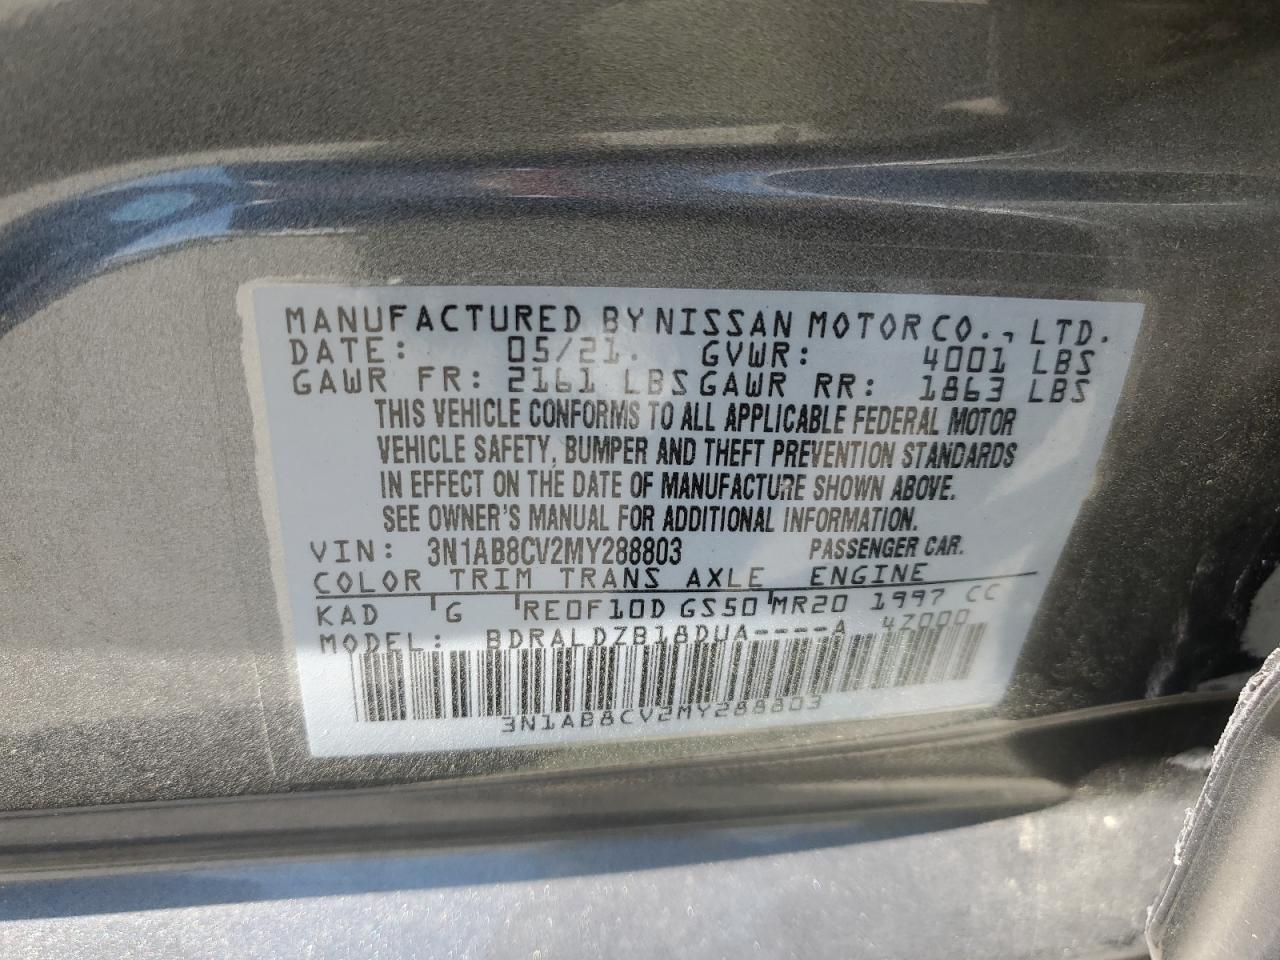 MANUFACTURED BY NISSAN MOTOR CO., LTD.
DATE: 05/21. GVWR: 4001 LBS
GAWR FR: 2161 LBS GAWR RR: 1863 LBS
THIS VEHICLE CONFORMS TO ALL APPLICABLE FEDERAL MOTOR
VEHICLE SAFETY, BUMPER AND THEFT PREVENTION STANDARDS
IN EFFECT ON THE DATE OF MANUFACTURE SHOWN ABOVE.
SEE OWNER'S MANUAL FOR ADDITIONAL INFORMATION.
VIN: 3N1AB8CV2MY288803 PASSENGER CAR.
COLOR TRIM TRANS AXLE ENGINE
KAD G RE0F10D GS50 MR20 1997 CC
MODEL: BDRALDZB18DUA----A 47000
3N1AB8CV2MY288803